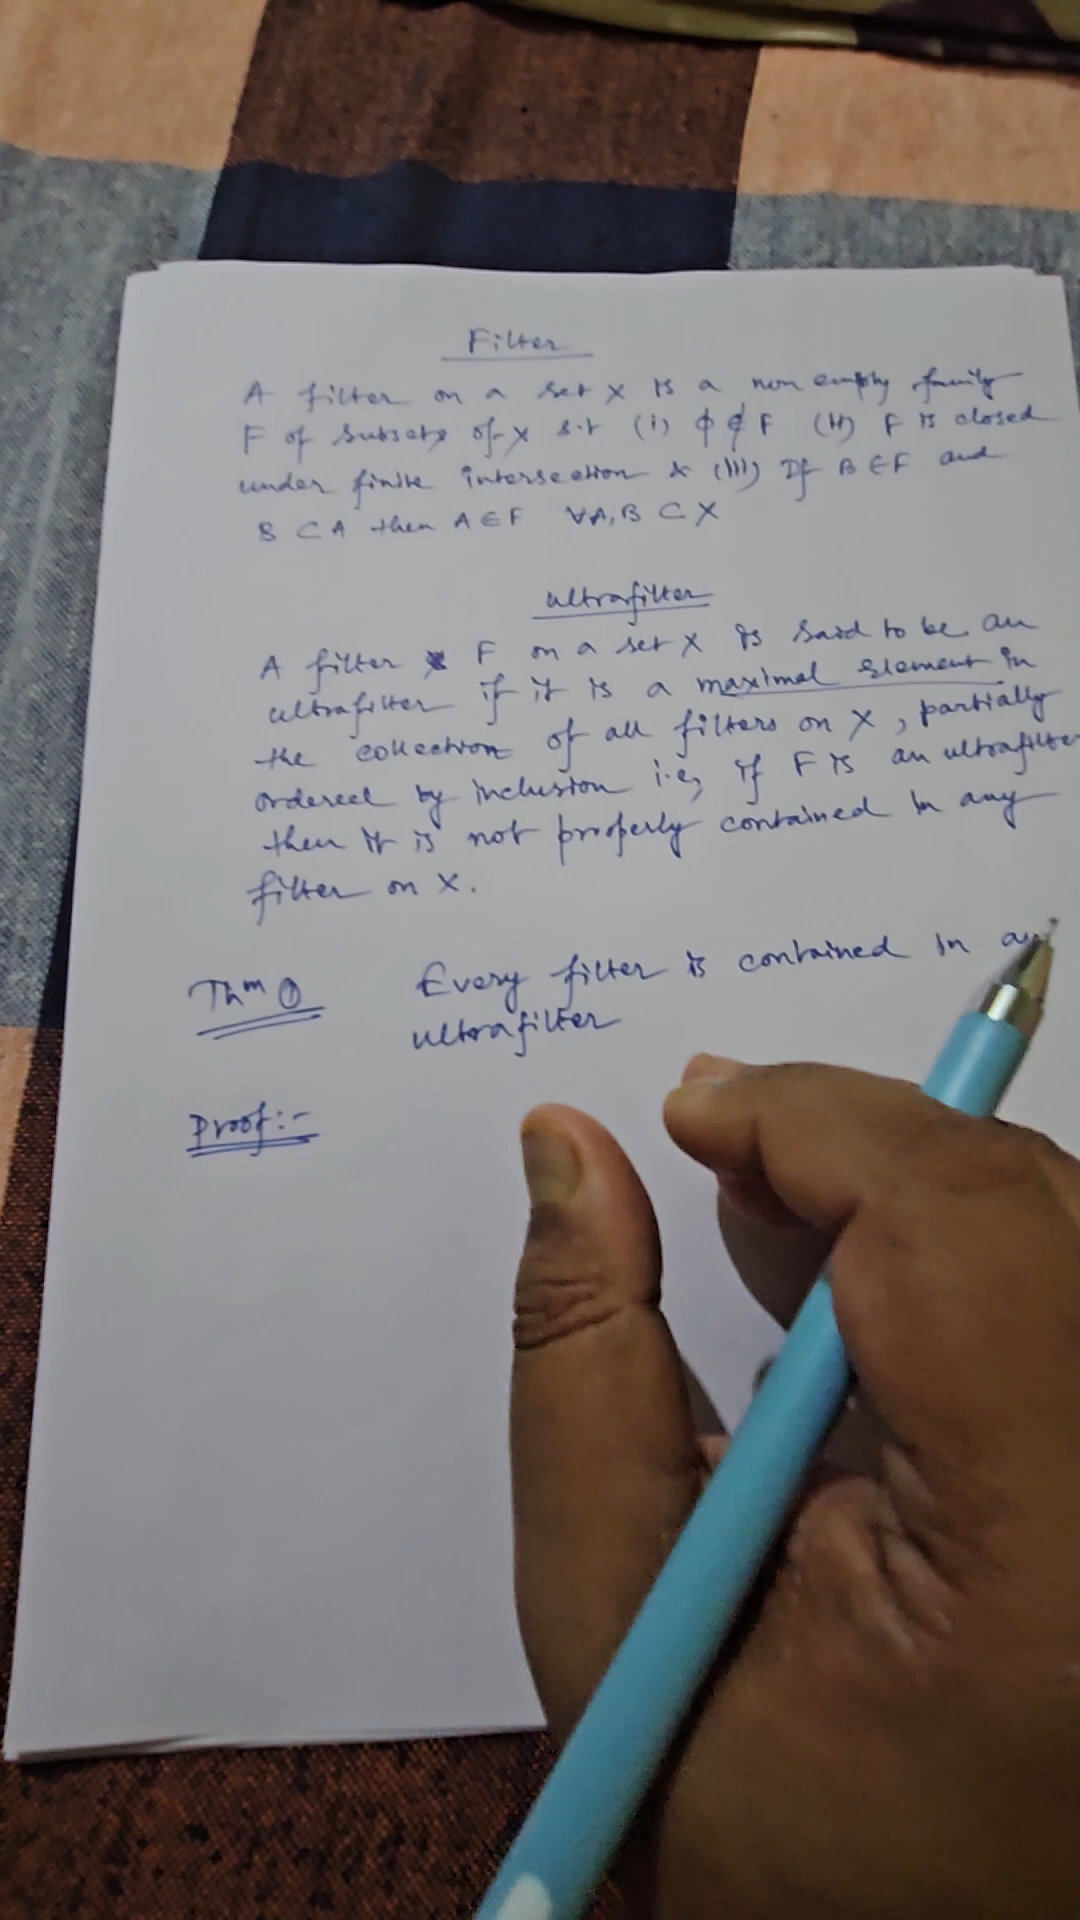 Filter
A filter on a set X is a non empty family
F of subsets of X s.t (i) ϕ ∉ F (ii) F is closed
under finite intersection & (iii) If B ∈ F and
B ⊂ A then A ∈ F ∀A, B ⊂ X
ultrafilter
A filter F on a set X is said to be an
ultrafilter if it is a maximal element in
the collection of all filters on X, partially
ordered by inclusion i.e, if F is an ultrafilter
then it is not properly contained in any
filter on X.
Thm ① Every filter is contained in an
ultrafilter
Proof:-